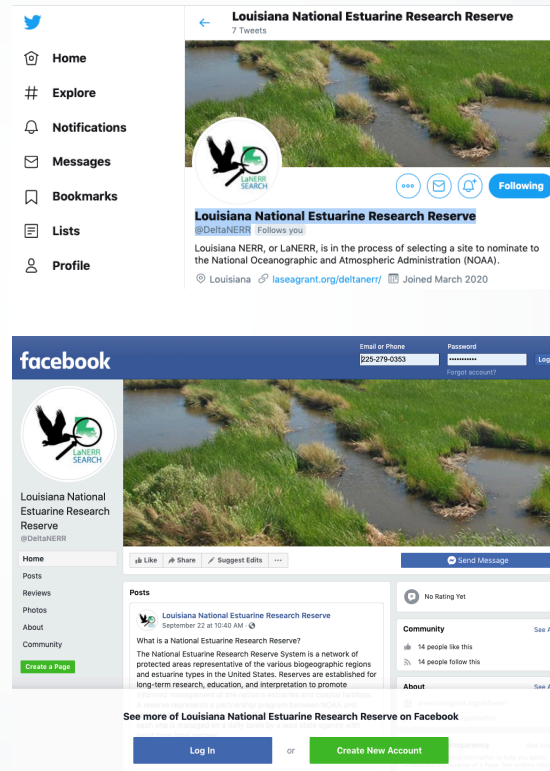 Louisiana National Estuarine Research Reserve
7 Tweets
Home
Explore
Notifications
Messages
Bookmarks
Lists
Profile
LaNERR
SEARCH
Following
Louisiana National Estuarine Research Reserve
@DeltaNERR Follows you
Louisiana NERR, or LaNERR, is in the process of selecting a site to nominate to
the National Oceanographic and Atmospheric Administration (NOAA).
Louisiana laseagrant.org/deltanerr/ Joined March 2020
facebook
Email or Phone Password
225-279-0353
Log
Forgot account?
LaNERR
SEARCH
Louisiana National
Estuarine Research
Reserve
@DeltaNERR
Home
Posts
Reviews
Photos
About
Community
Create a Page
Like Share Suggest Edits ...
Send Message
Posts
Louisiana National Estuarine Research Reserve
September 22 at 10:40 AM ·
What is a National Estuarine Research Reserve?
The National Estuarine Research Reserve System is a network of
protected areas representative of the various biogeographic regions
and estuarine types in the United States. Reserves are established for
long-term research, education, and interpretation to promote
No Rating Yet
Community See A
14 people like this
14 people follow this
About See A
See more of Louisiana National Estuarine Research Reserve on Facebook
Log In or Create New Account